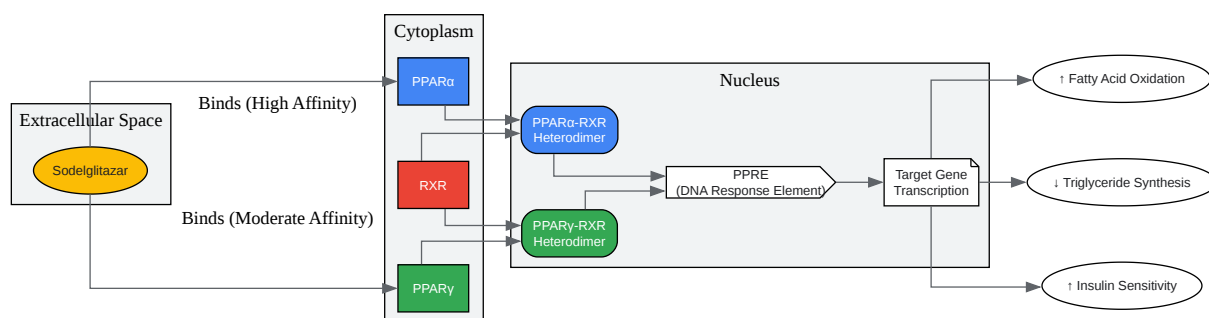 Cytoplasm
PPARα
Binds (High Affinity)
Extracellular Space
Sodelglitazar
RXR
Binds (Moderate Affinity)
PPARγ
Nucleus
PPARα-RXR
Heterodimer
PPRE
(DNA Response Element)
PPARγ-RXR
Heterodimer
Target Gene
Transcription
↑ Fatty Acid Oxidation
↓ Triglyceride Synthesis
↑ Insulin Sensitivity